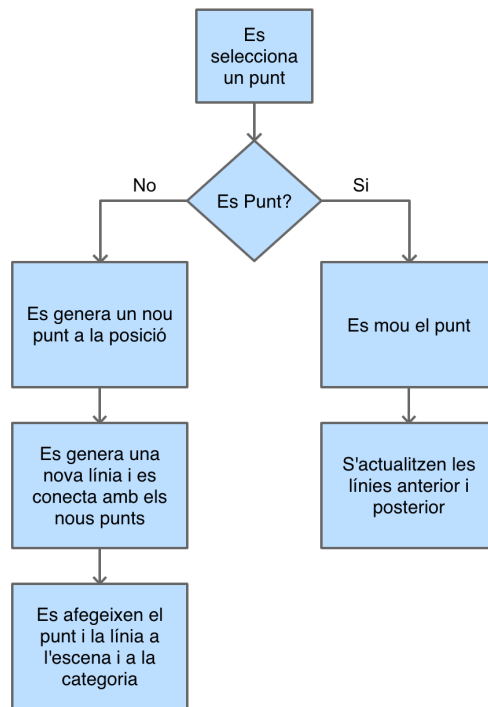 Es
selecciona
un punt
No
Es Punt?
Si
Es genera un nou
punt a la posició
Es mou el punt
Es genera una
nova línia i es
conecta amb els
nous punts
S'actualitzen les
línies anterior i
posterior
Es afegeixen el
punt i la línia a
l'escena i a la
categoria